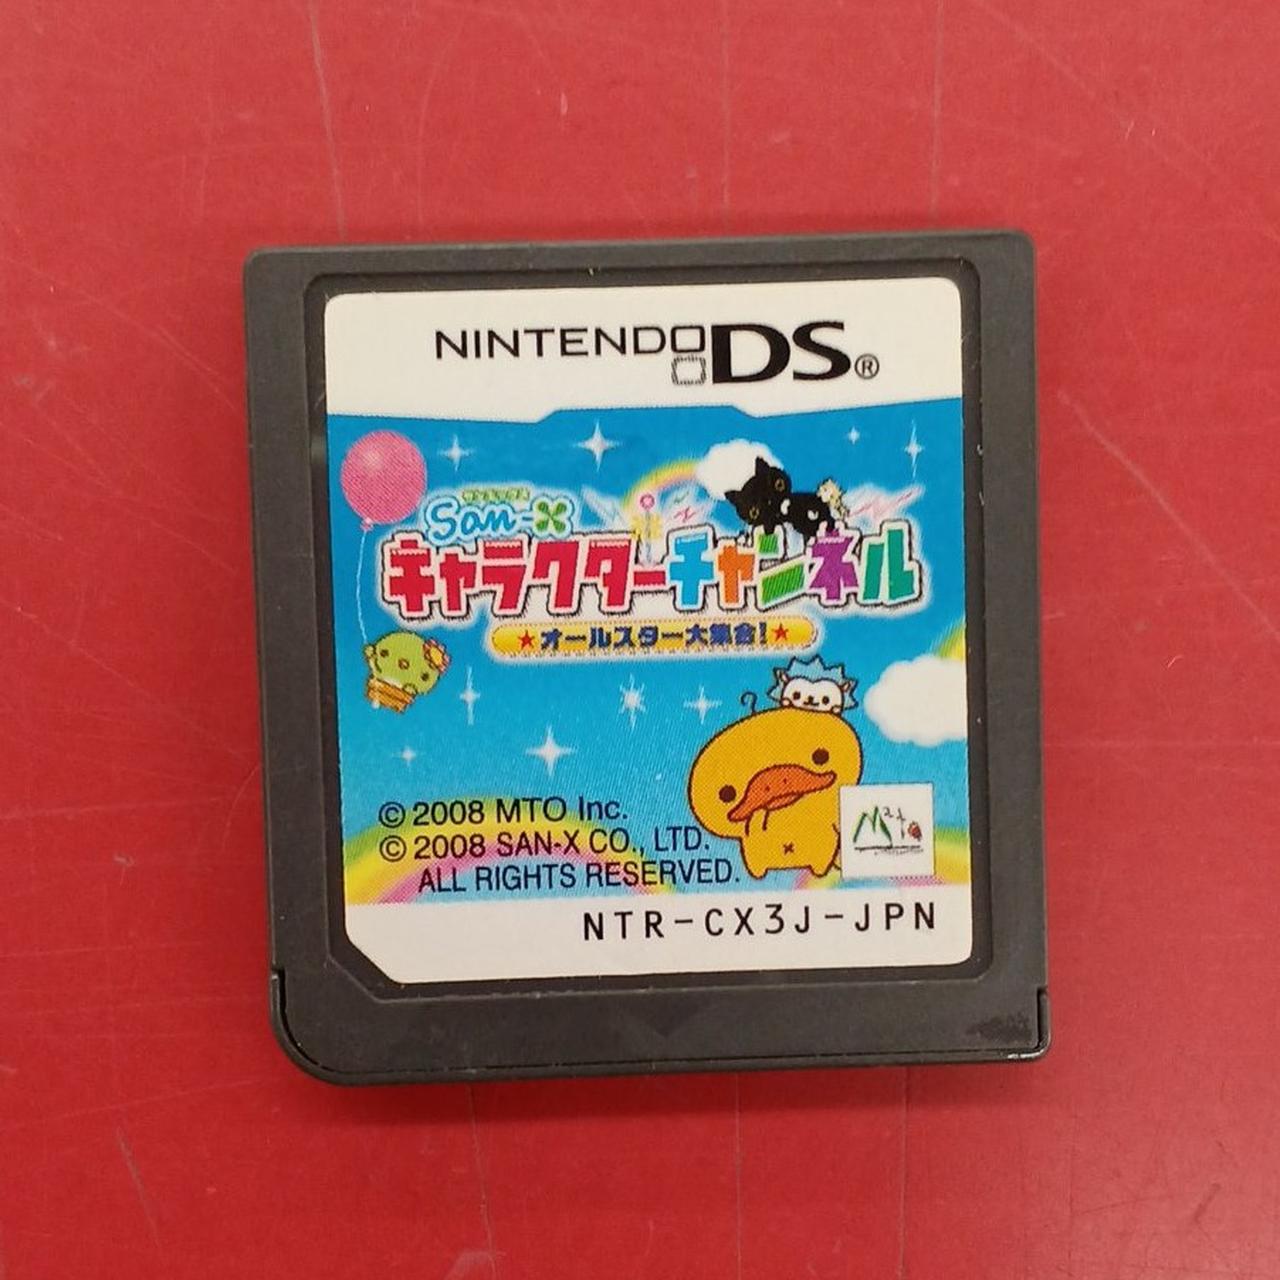 NINTENDO DS®
サンエックス
San-X
キャラクターチャンネル
★オールスター大集合!★
© 2008 MTO Inc.
© 2008 SAN-X CO., LTD.
ALL RIGHTS RESERVED.
NTR-CX3J-JPN